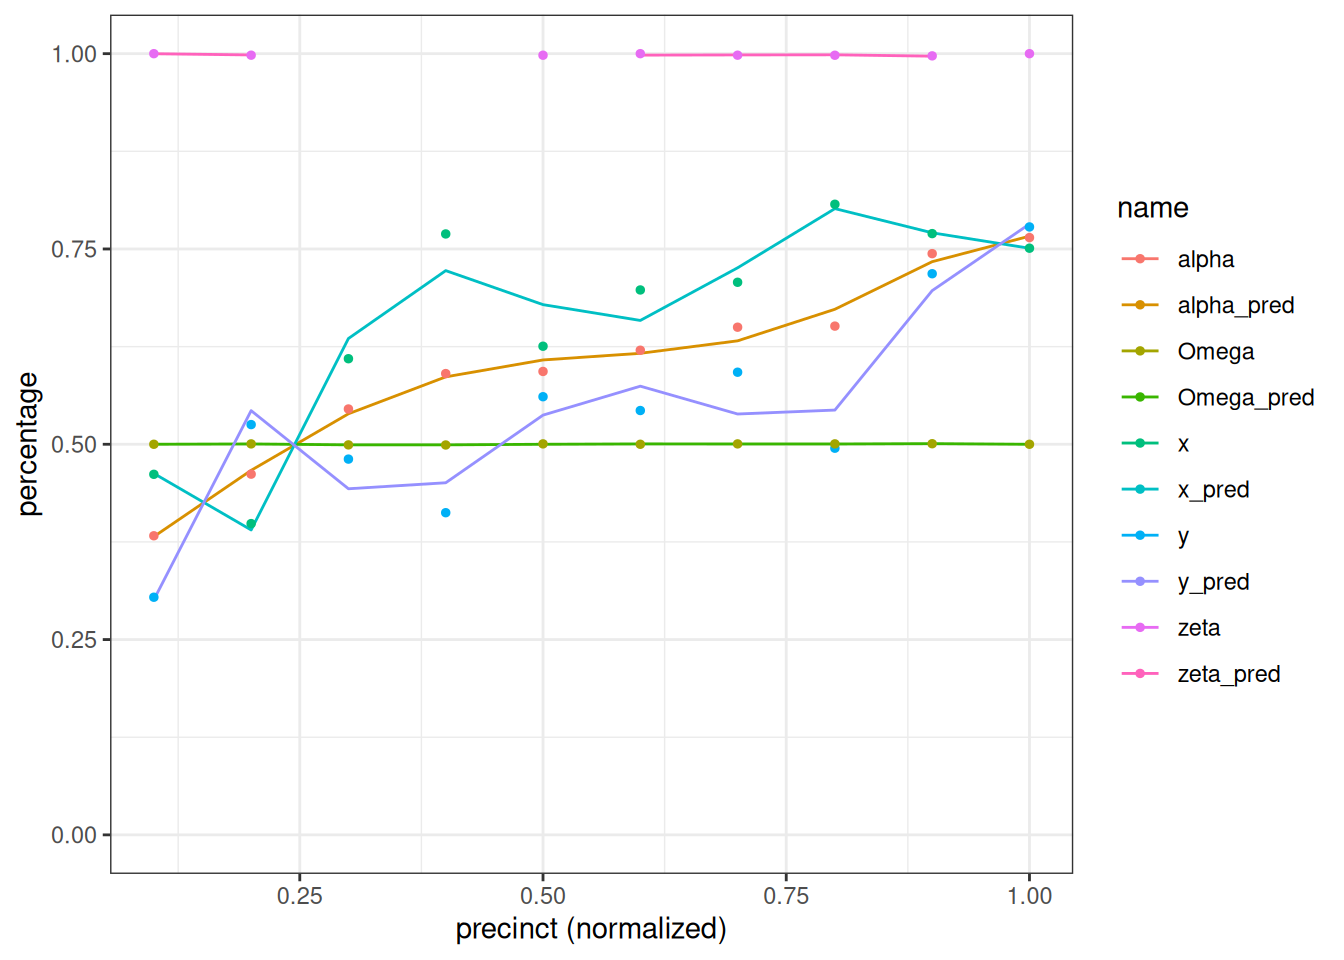 1.00
0.75
0.50
0.25
0.00
percentage
0.25 0.50 0.75 1.00
precinct (normalized)
name
alpha
alpha_pred
Omega
Omega_pred
x
x_pred
y
y_pred
zeta
zeta_pred